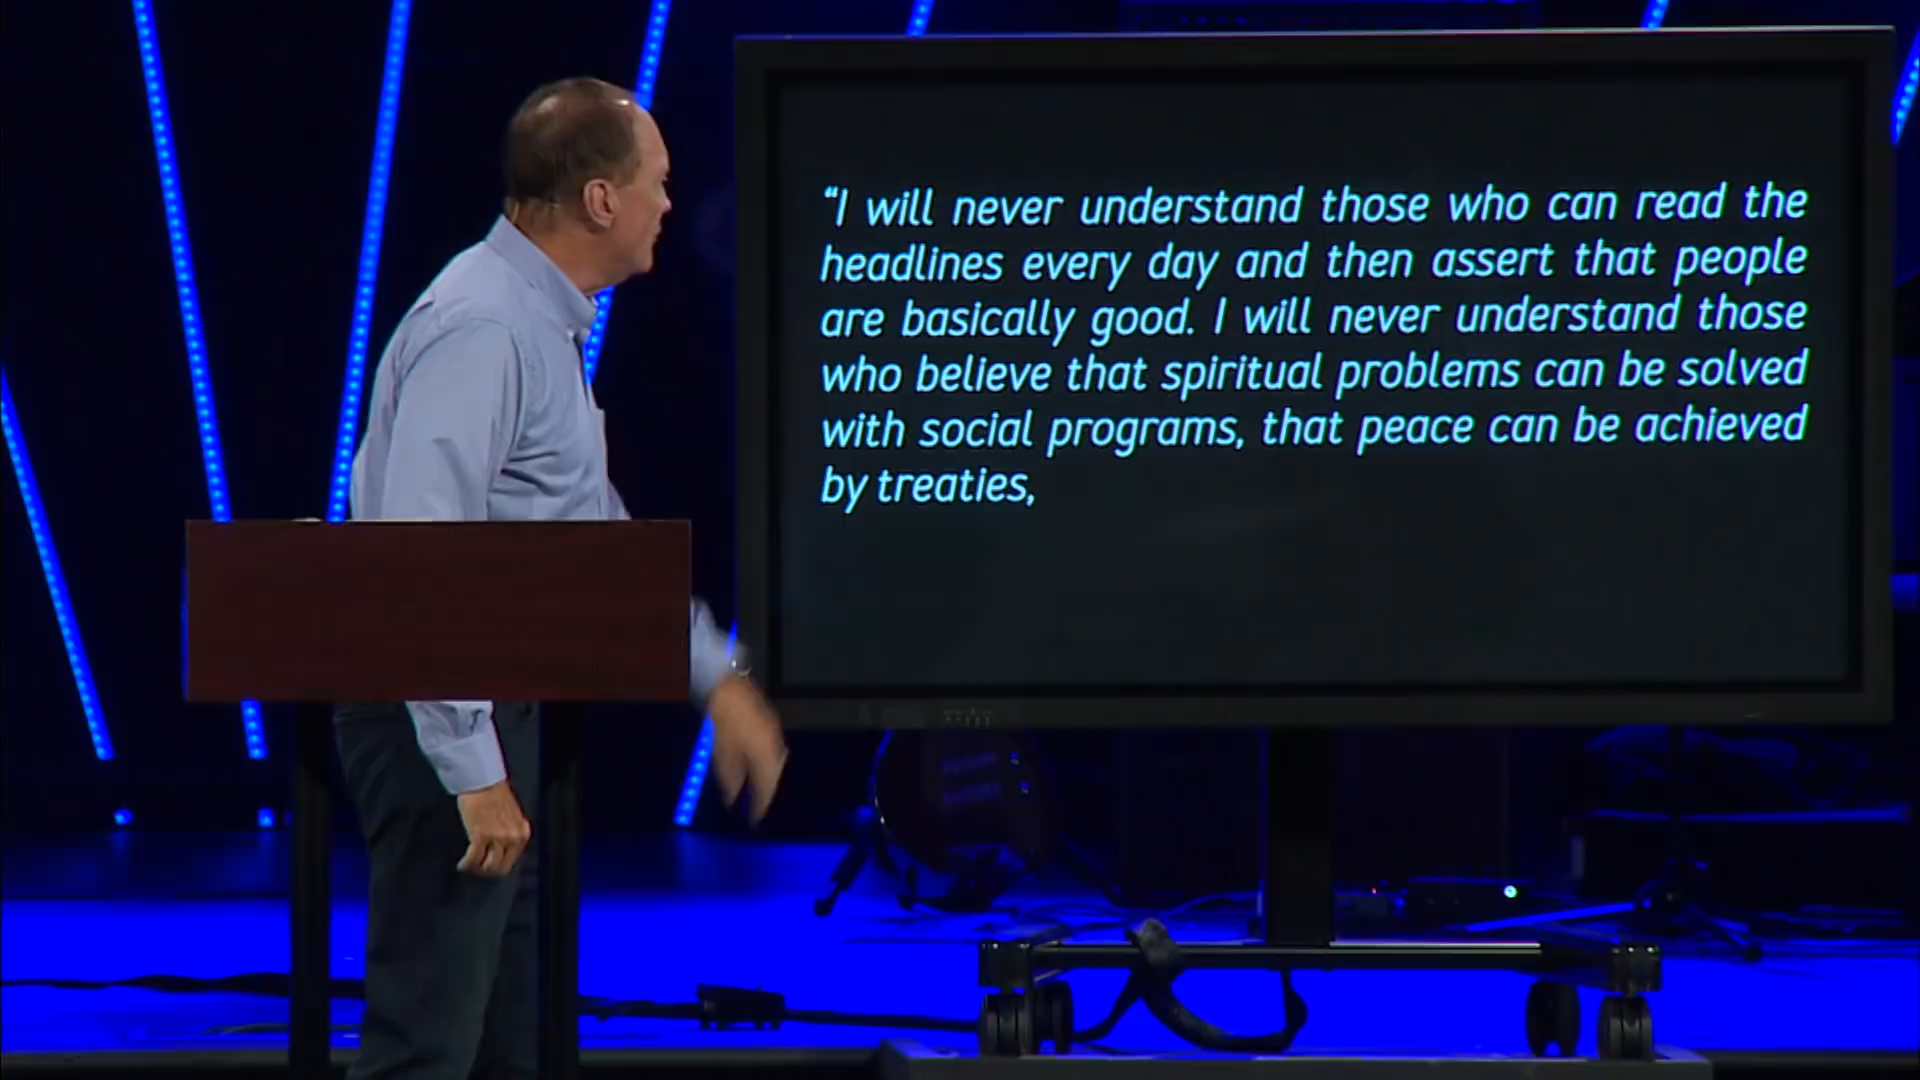 “I will never understand those who can read the
headlines every day and then assert that people
are basically good. I will never understand those
who believe that spiritual problems can be solved
with social programs, that peace can be achieved
by treaties,